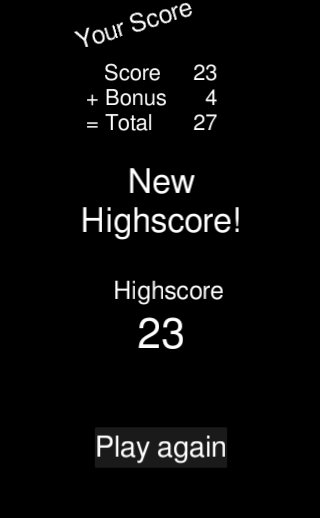 Your Score
Score 23
+ Bonus 4
= Total 27
New
Highscore!
Highscore
23
Play again